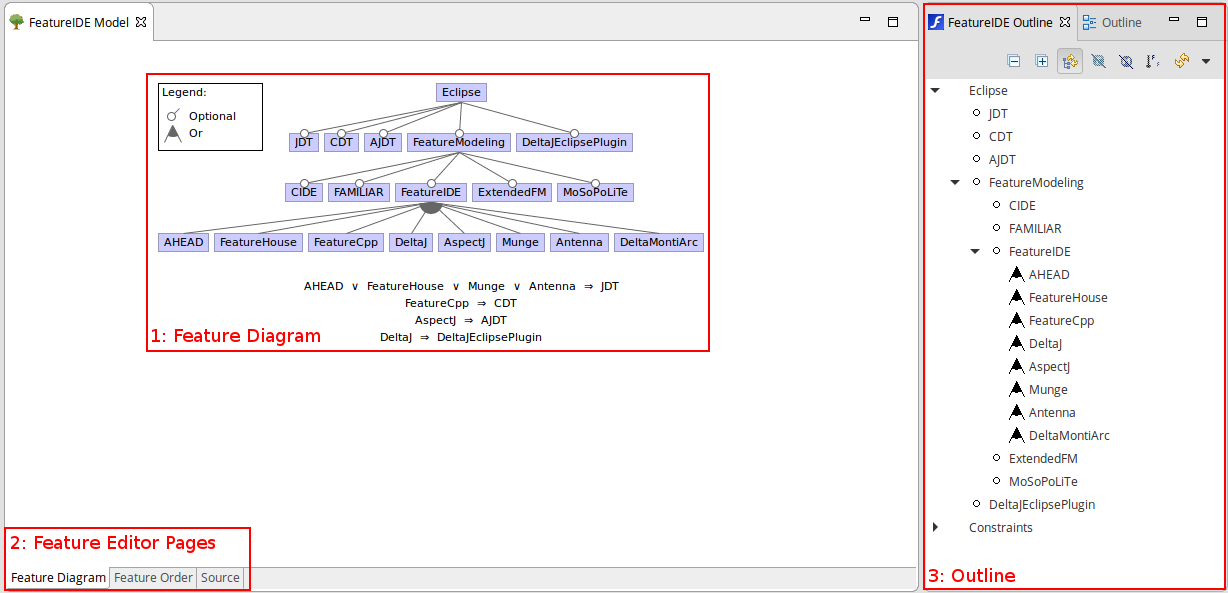 FeatureIDE Model
Legend:
Optional
Or
Eclipse
JDT CDT AJDT FeatureModeling DeltaJEclipsePlugin
CIDE FAMILIAR FeatureIDE ExtendedFM MoSoPoLiTe
AHEAD FeatureHouse FeatureCpp DeltaJ AspectJ Munge Antenna DeltaMontiArc
AHEAD ∨ FeatureHouse ∨ Munge ∨ Antenna ⇒ JDT
FeatureCpp ⇒ CDT
AspectJ ⇒ AJDT
DeltaJ ⇒ DeltaJEclipsePlugin
1: Feature Diagram
2: Feature Editor Pages
Feature Diagram Feature Order Source
FeatureIDE Outline Outline
Eclipse
JDT
CDT
AJDT
FeatureModeling
CIDE
FAMILIAR
FeatureIDE
AHEAD
FeatureHouse
FeatureCpp
DeltaJ
AspectJ
Munge
Antenna
DeltaMontiArc
ExtendedFM
MoSoPoLiTe
DeltaJEclipsePlugin
Constraints
3: Outline